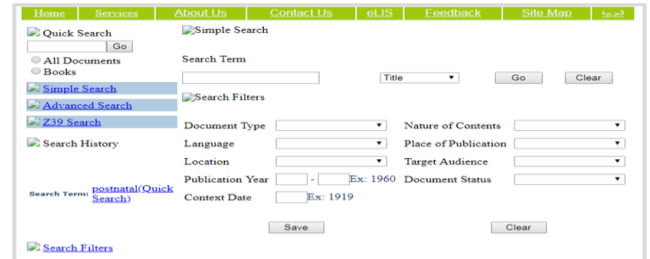 Home Services About Us Contact Us eLIS Feedback Site Map العربية
Quick Search
Go
All Documents
Books
Simple Search
Advanced Search
Z39 Search
Search History
Search Term: postnatal(Quick
Search)
Search Filters
Simple Search
Search Term
Title Go Clear
Search Filters
Document Type Nature of Contents
Language Place of Publication
Location Target Audience
Publication Year - Ex: 1960 Document Status
Context Date Ex: 1919
Save Clear